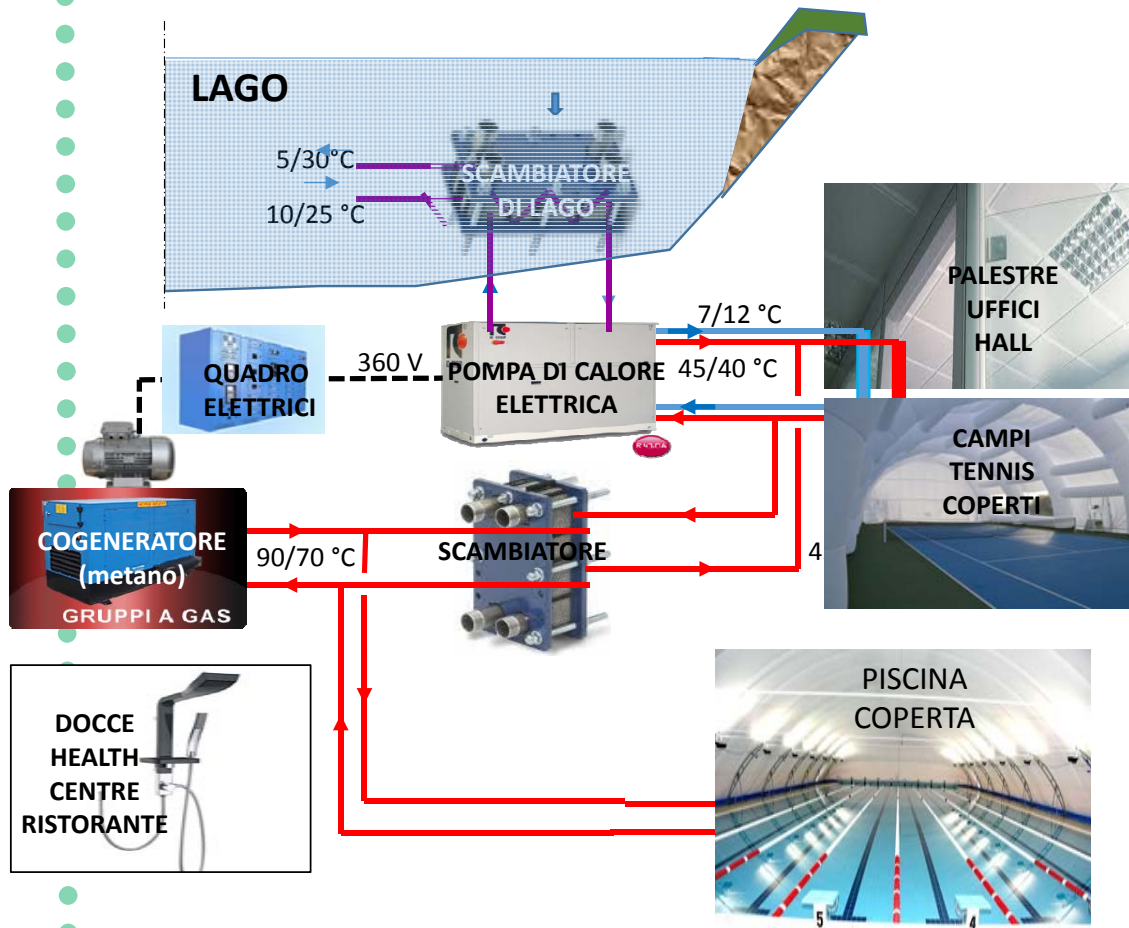 LAGO
5/30°C
10/25 °C
SCAMBIATORE
DI LAGO
PALESTRE
UFFICI
HALL
7/12 °C
QUADRO
ELETTRICI
360 V
POMPA DI CALORE
ELETTRICA
45/40 °C
CAMPI
TENNIS
COPERTI
COGENERATORE
(metano)
GRUPPI A GAS
90/70 °C
SCAMBIATORE
4
DOCCE
HEALTH
CENTRE
RISTORANTE
PISCINA
COPERTA
5
4